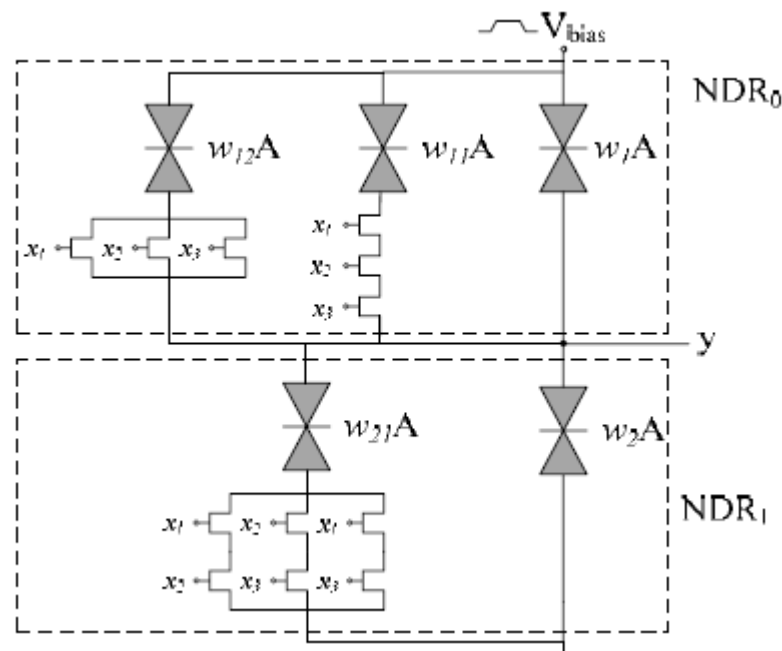 V_bias
NDR_0
w_12A w_11A w_1A
x_1 x_2 x_3
x_1
x_2
x_3
y
w_21A w_2A
NDR_1
x_1 x_2 x_1
x_2 x_3 x_3